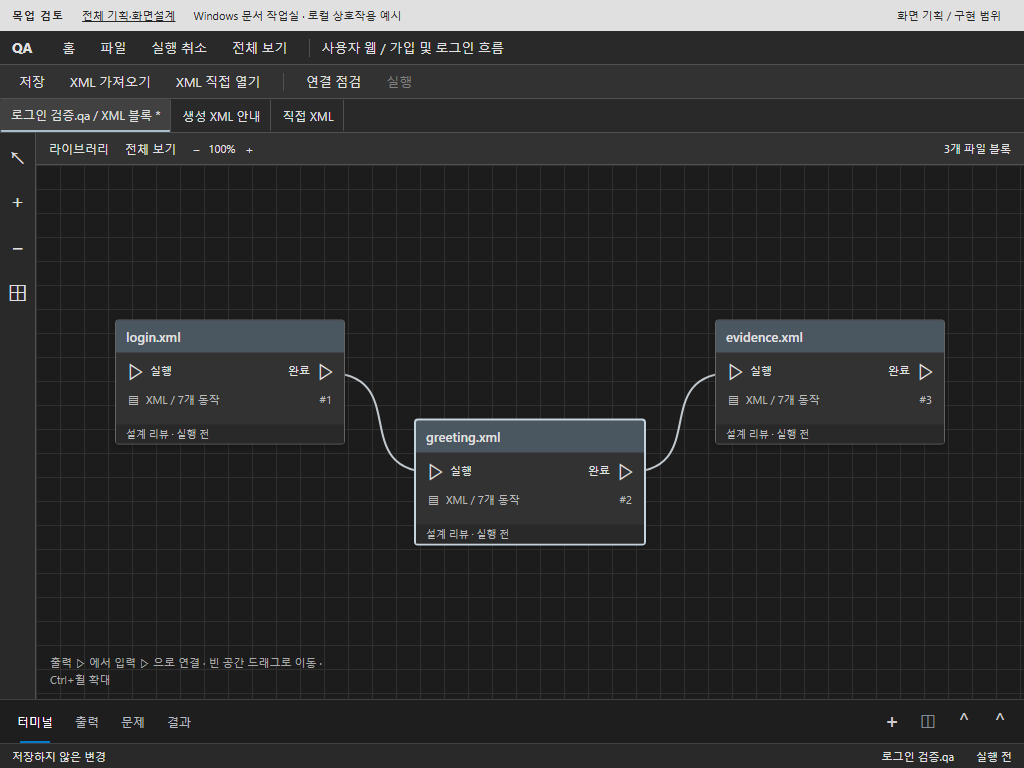 목업 검토 전체 기획·화면설계 Windows 문서 작업실 · 로컬 상호작용 예시 화면 기획 / 구현 범위
QA 홈 파일 실행 취소 전체 보기 사용자 웹 / 가입 및 로그인 흐름
저장 XML 가져오기 XML 직접 열기 연결 점검 실행
로그인 검증.qa / XML 블록 * 생성 XML 안내 직접 XML
라이브러리 전체 보기 − 100% + 3개 파일 블록
login.xml
실행 완료
XML / 7개 동작 #1
설계 리뷰 · 실행 전
greeting.xml
실행 완료
XML / 7개 동작 #2
설계 리뷰 · 실행 전
evidence.xml
실행 완료
XML / 7개 동작 #3
설계 리뷰 · 실행 전
출력 ▷ 에서 입력 ▷ 으로 연결 · 빈 공간 드래그로 이동 ·
Ctrl+휠 확대
터미널 출력 문제 결과
저장하지 않은 변경 로그인 검증.qa 실행 전